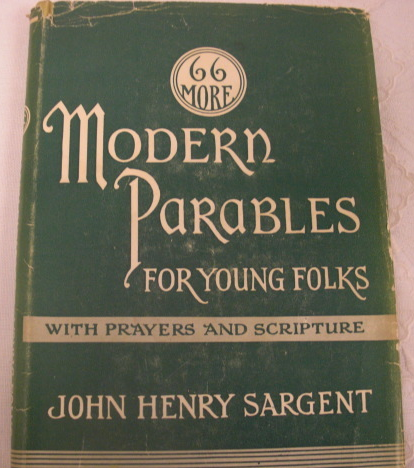 66
MORE
Modern
Parables
FOR YOUNG FOLKS
WITH PRAYERS AND SCRIPTURE
JOHN HENRY SARGENT